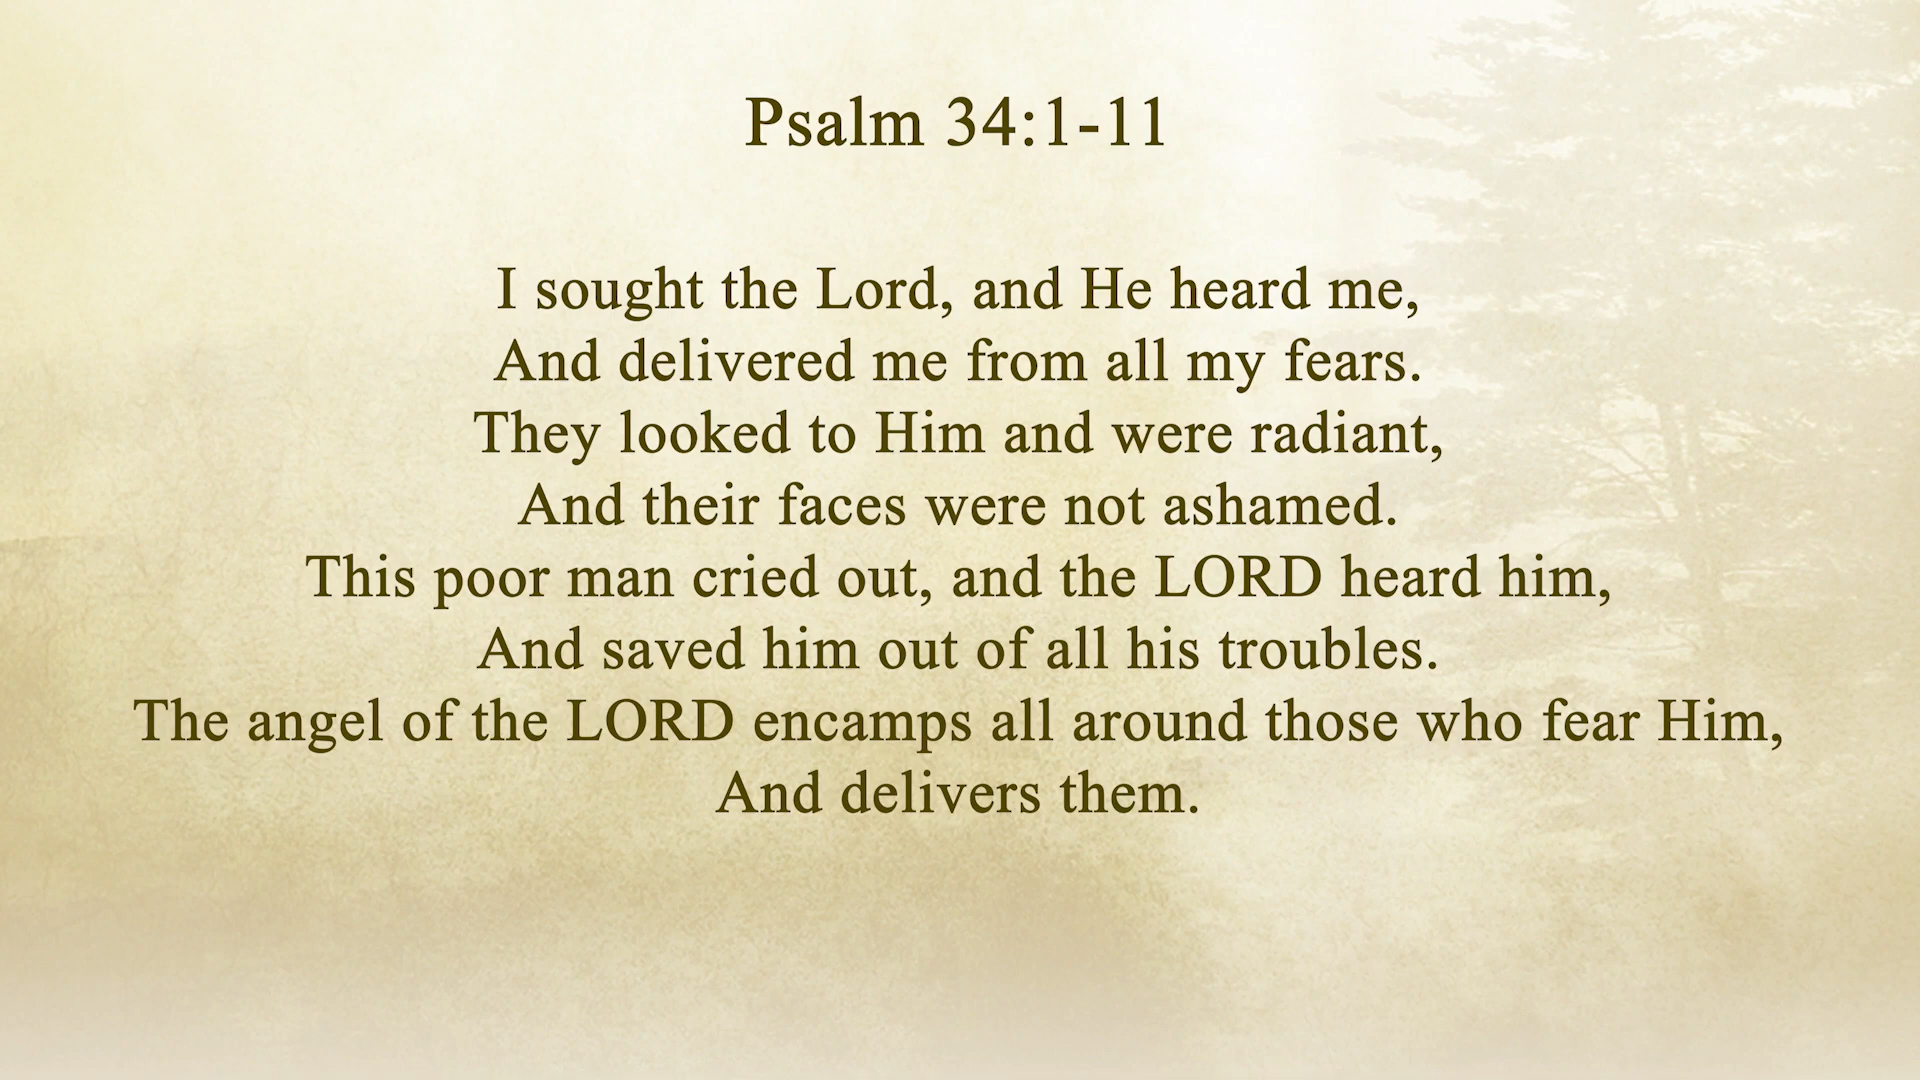 Psalm 34:1-11
I sought the Lord, and He heard me,
And delivered me from all my fears.
They looked to Him and were radiant,
And their faces were not ashamed.
This poor man cried out, and the LORD heard him,
And saved him out of all his troubles.
The angel of the LORD encamps all around those who fear Him,
And delivers them.